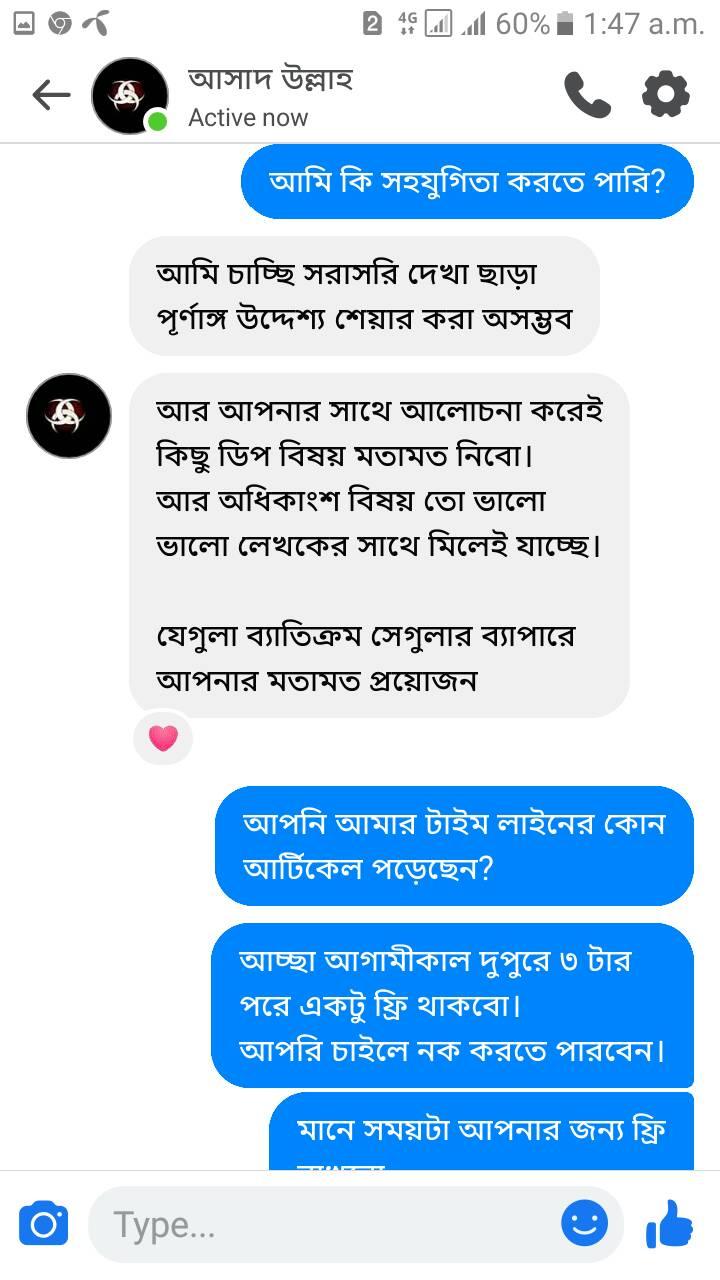 2 4G 60% 1:47 a.m.
আসাদ উল্লাহ
Active now
আমি কি সহযুগিতা করতে পারি?
আমি চাচ্ছি সরাসরি দেখা ছাড়া
পূর্ণাঙ্গ উদ্দেশ্য শেয়ার করা অসম্ভব
আর আপনার সাথে আলোচনা করেই
কিছু ডিপ বিষয় মতামত নিবো।
আর অধিকাংশ বিষয় তো ভালো
ভালো লেখকের সাথে মিলেই যাচ্ছে।
যেগুলা ব্যাতিক্রম সেগুলার ব্যাপারে
আপনার মতামত প্রয়োজন
আপনি আমার টাইম লাইনের কোন
আর্টিকেল পড়েছেন?
আচ্ছা আগামীকাল দুপুরে ৩ টার
পরে একটু ফ্রি থাকবো।
আপরি চাইলে নক করতে পারবেন।
মানে সময়টা আপনার জন্য ফ্রি
Type...